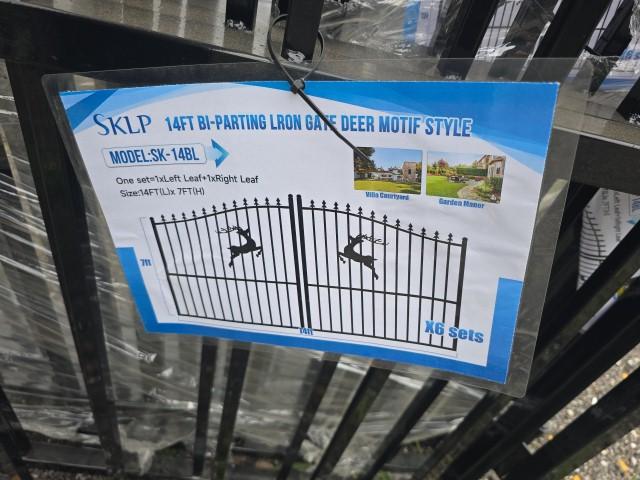 SKLP 14FT BI-PARTING LRON GATE DEER MOTIF STYLE
MODEL:SK-14BL
One set=1xLeft Leaf+1xRight Leaf
Size:14FT(L)x 7FT(H)
Villa Courtyard
Garden Manor
7ft
14ft
X6 sets